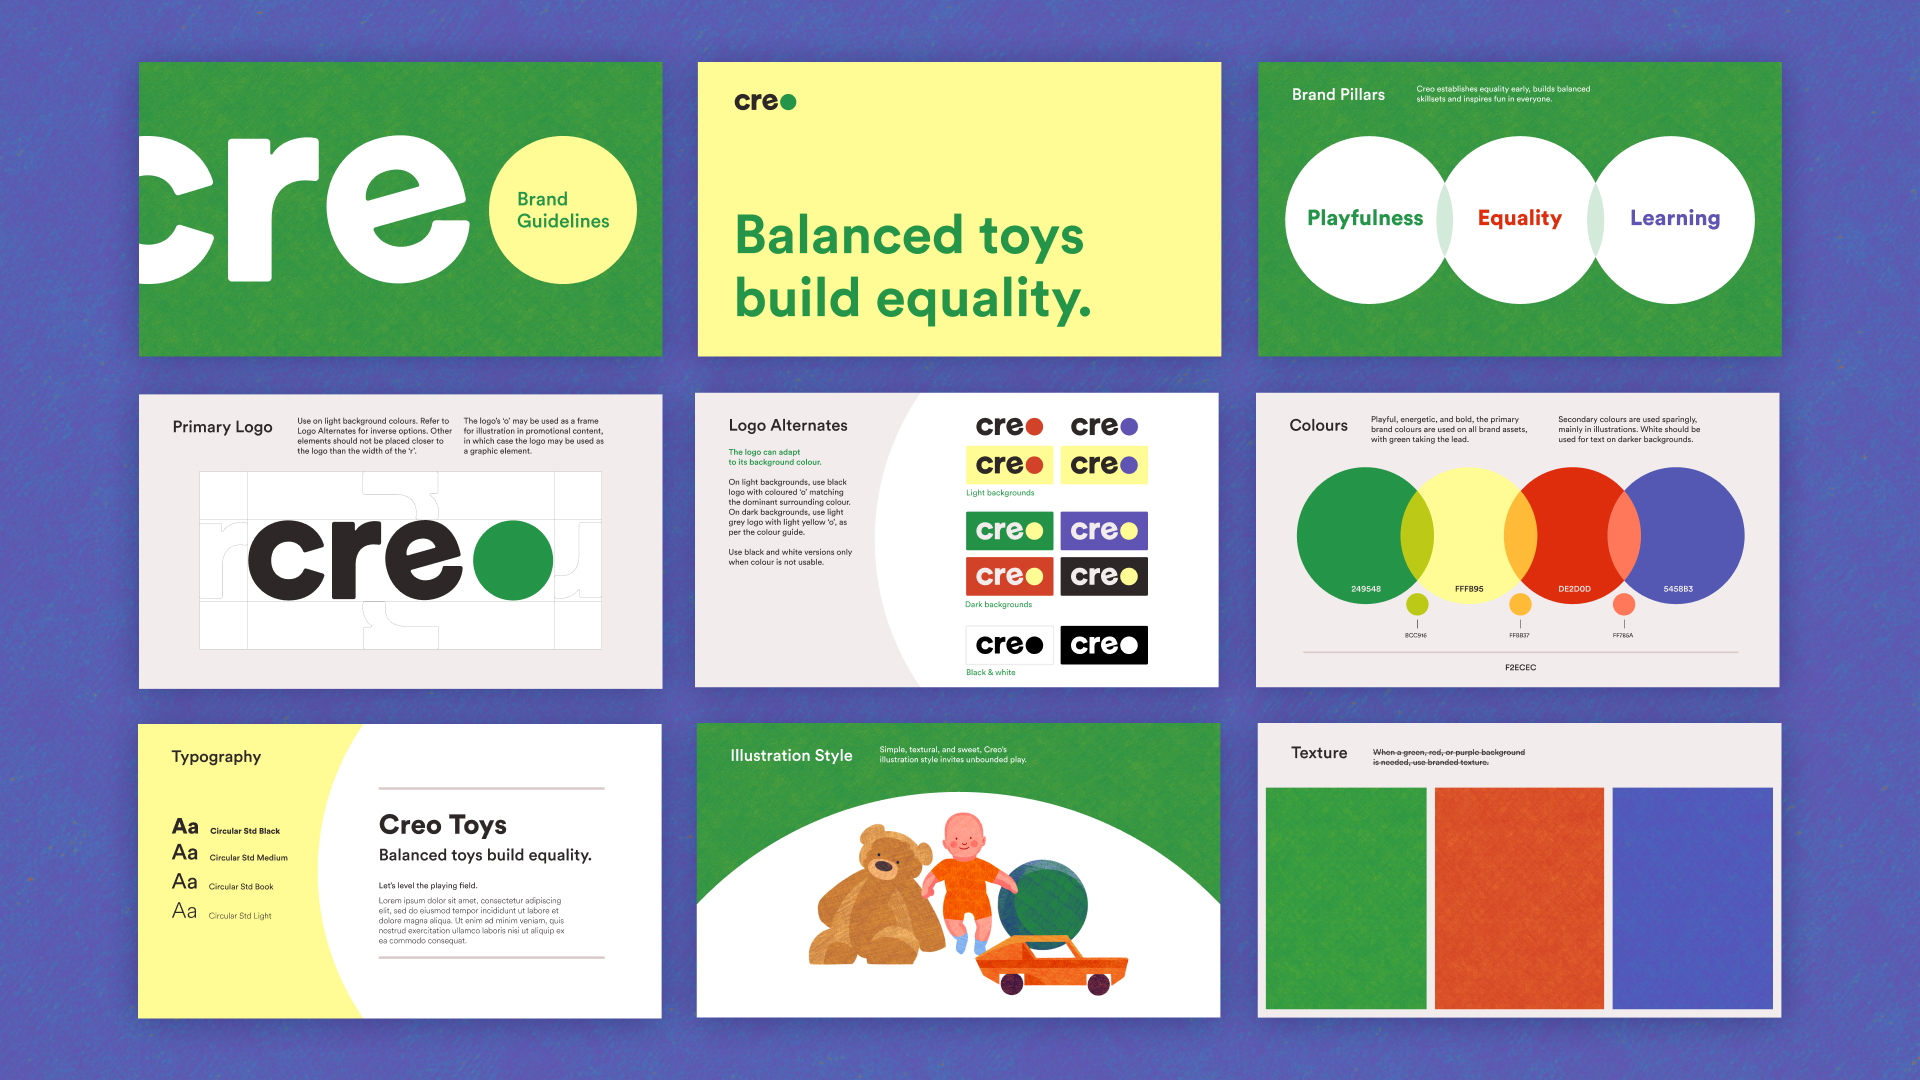 cre
Brand
Guidelines
creo
Balanced toys
build equality.
Brand Pillars
Creo establishes equality early, builds balanced
skillsets and inspires fun in everyone.
Playfulness
Equality
Learning
Primary Logo
Use on light background colours. Refer to
Logo Alternates for inverse options. Other
elements should not be placed closer to
the logo than the width of the 'r'.
The logo's 'o' may be used as a frame
for illustration in promotional content,
in which case the logo may be used as
a graphic element.
creo
Logo Alternates
The logo can adapt
to its background colour.
On light backgrounds, use black
logo with coloured 'o' matching
the dominant surrounding colour.
On dark backgrounds, use light
grey logo with light yellow 'o', as
per the colour guide.
Use black and white versions only
when colour is not usable.
creo creo
creo creo
Light backgrounds
creo creo
creo creo
Dark backgrounds
creo creo
Black & white
Colours
Playful, energetic, and bold, the primary
brand colours are used on all brand assets,
with green taking the lead.
Secondary colours are used sparingly,
mainly in illustrations. White should be
used for text on darker backgrounds.
249548
FFFB95
DE2D0D
5458B3
BCC916
FFBB37
FF785A
F2ECEC
Typography
Aa Circular Std Black
Aa Circular Std Medium
Aa Circular Std Book
Aa Circular Std Light
Creo Toys
Balanced toys build equality.
Let's level the playing field.
Lorem ipsum dolor sit amet, consectetur adipiscing
elit, sed do eiusmod tempor incididunt ut labore et
dolore magna aliqua. Ut enim ad minim veniam, quis
nostrud exercitation ullamco laboris nisi ut aliquip ex
ea commodo consequat.
Illustration Style
Simple, textural, and sweet, Creo's
illustration style invites unbounded play.
Texture
When a green, red, or purple background
is needed, use branded texture.